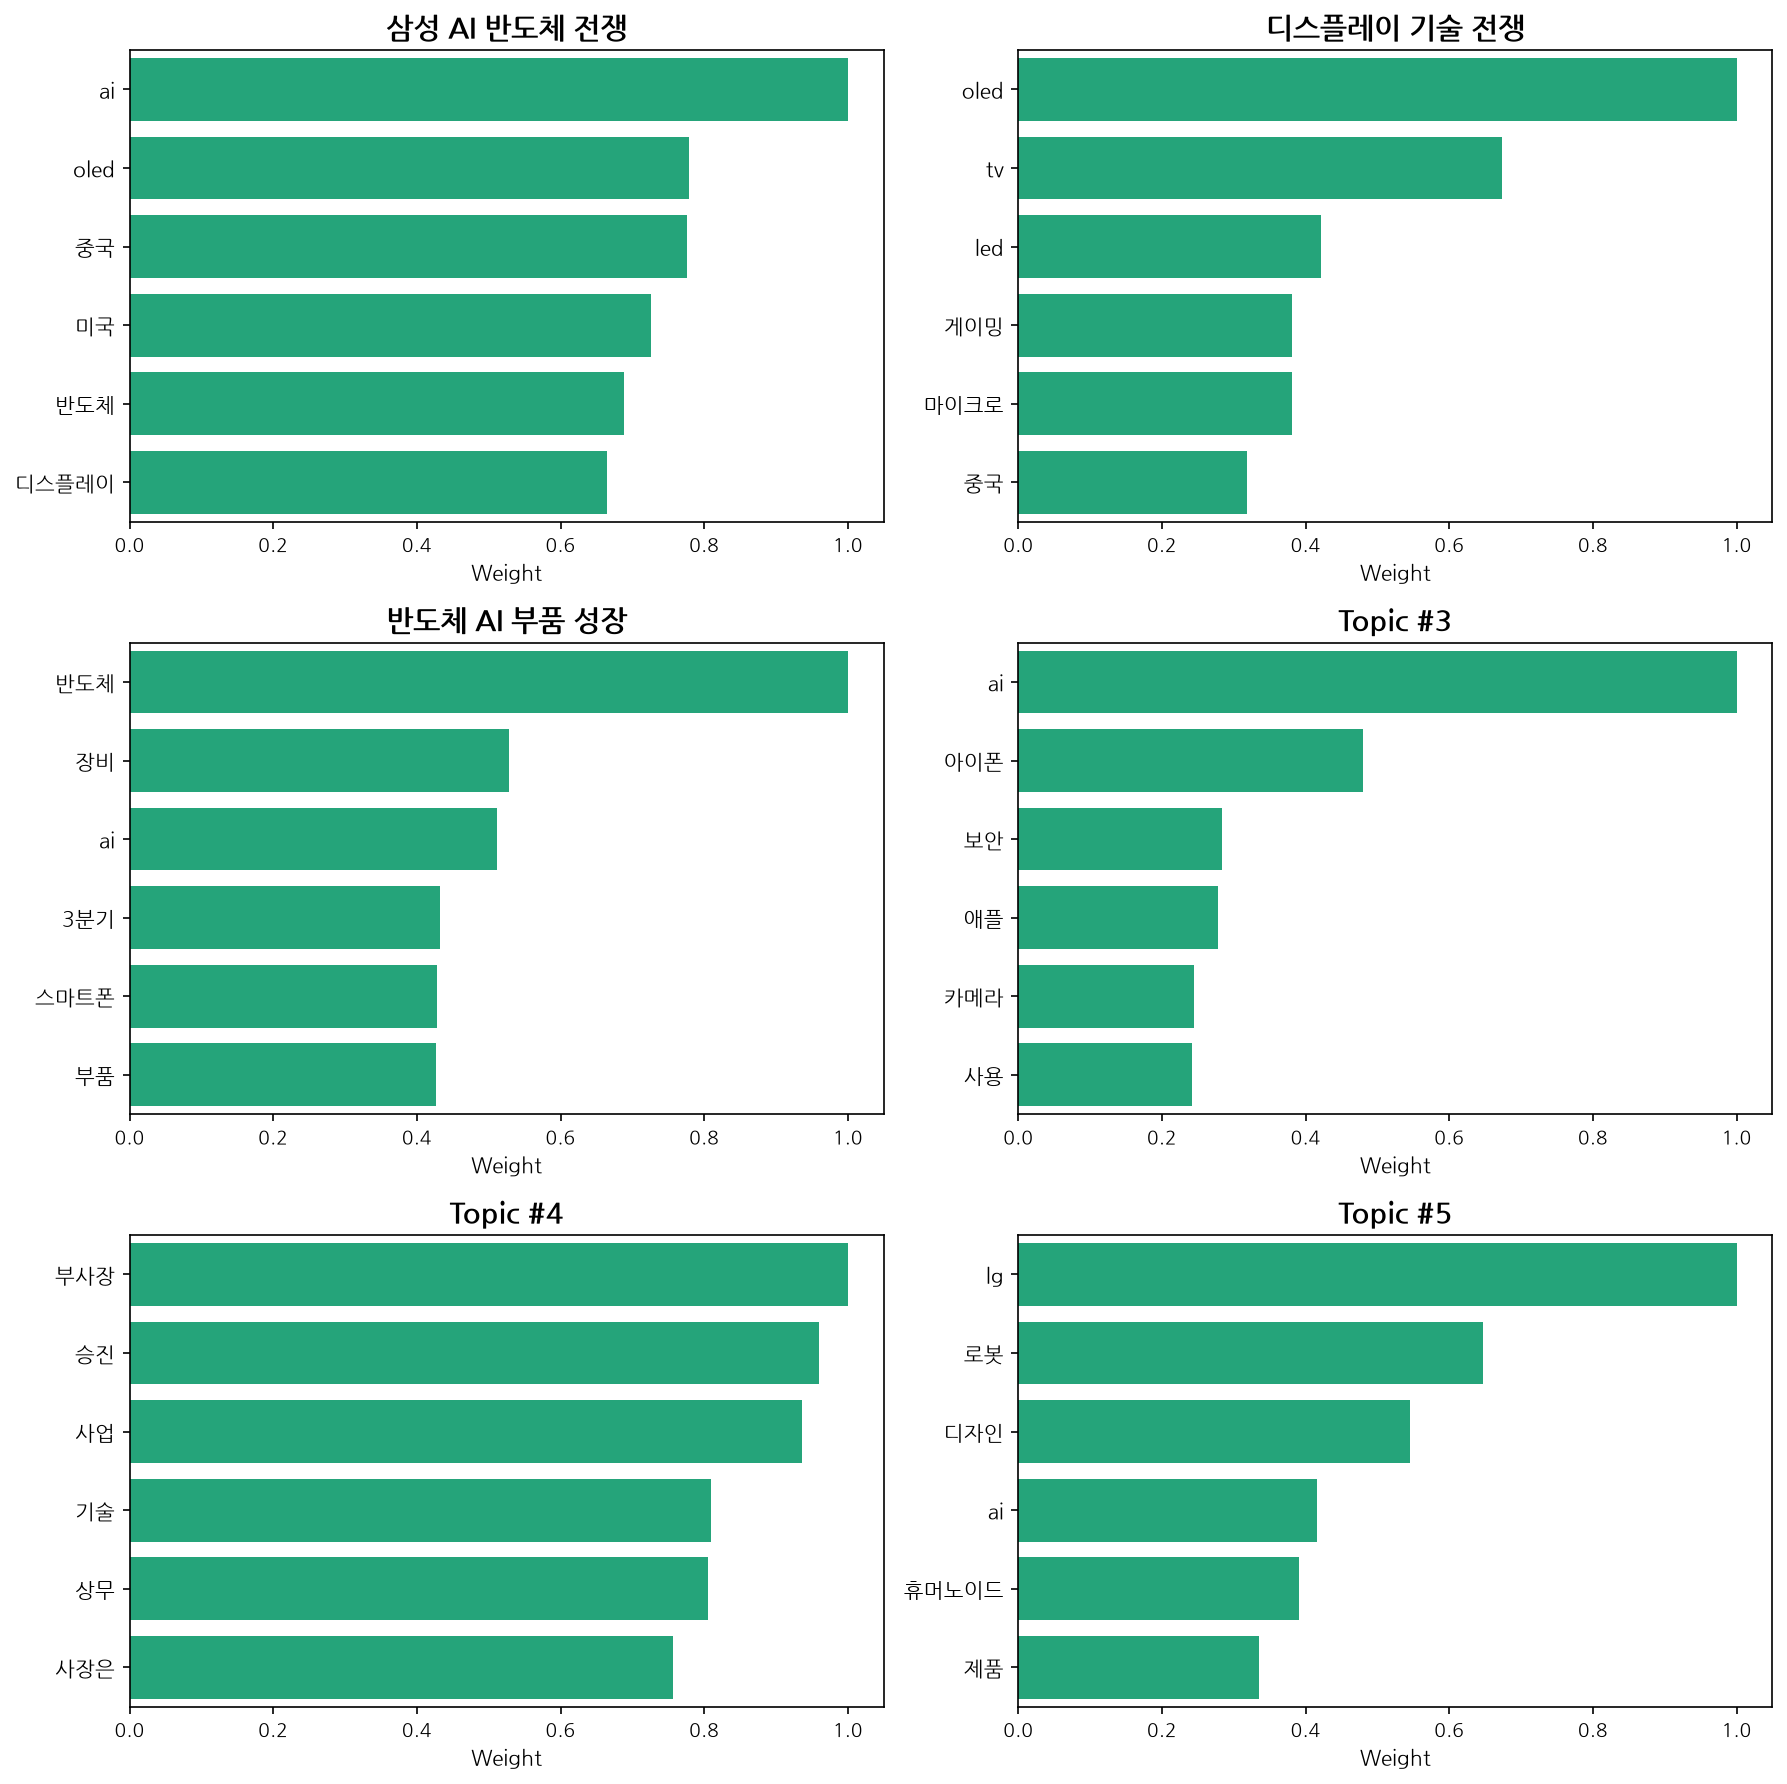 삼성 AI 반도체 전쟁
ai
oled
중국
미국
반도체
디스플레이
0.0 0.2 0.4 0.6 0.8 1.0
Weight
디스플레이 기술 전쟁
oled
tv
led
게이밍
마이크로
중국
0.0 0.2 0.4 0.6 0.8 1.0
Weight
반도체 AI 부품 성장
반도체
장비
ai
3분기
스마트폰
부품
0.0 0.2 0.4 0.6 0.8 1.0
Weight
Topic #3
ai
아이폰
보안
애플
카메라
사용
0.0 0.2 0.4 0.6 0.8 1.0
Weight
Topic #4
부사장
승진
사업
기술
상무
사장은
0.0 0.2 0.4 0.6 0.8 1.0
Weight
Topic #5
lg
로봇
디자인
ai
휴머노이드
제품
0.0 0.2 0.4 0.6 0.8 1.0
Weight